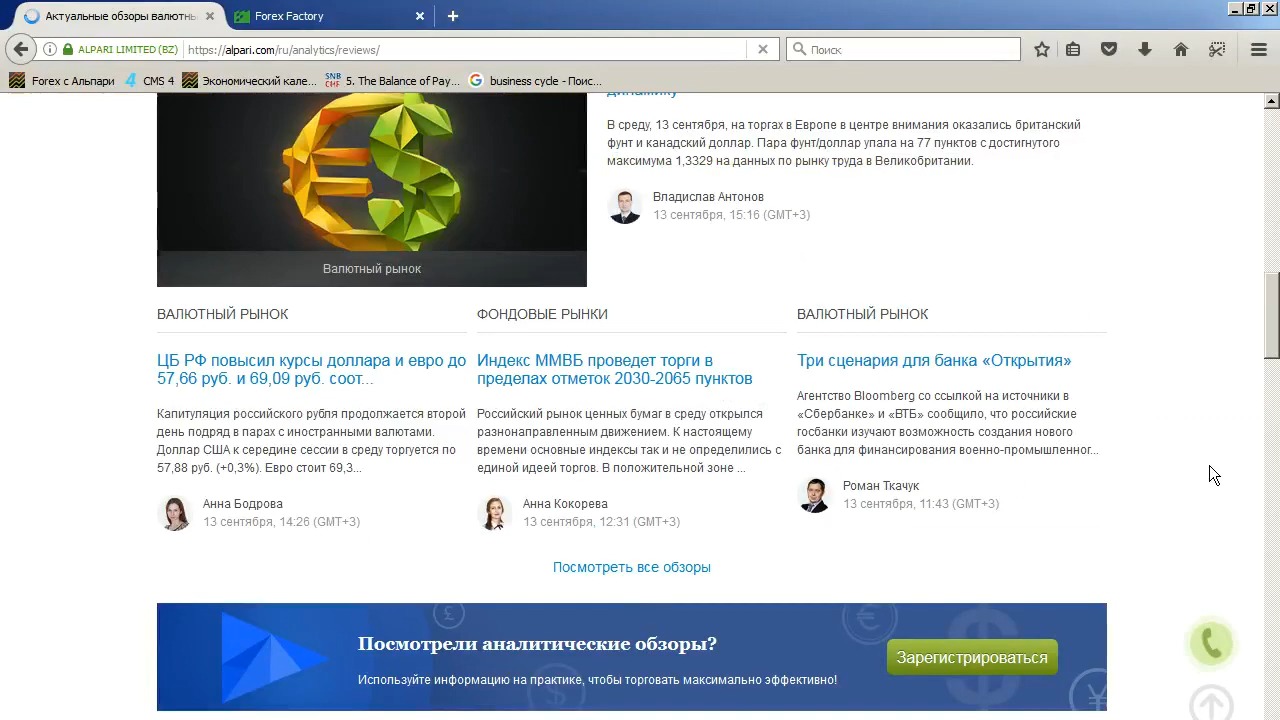 Актуальные обзоры валютны
Forex Factory
ALPARI LIMITED (BZ)
https://alpari.com/ru/analytics/reviews/
Поиск
Forex с Альпари
CMS 4
Экономический кале...
SNB
CHF
5. The Balance of Pay...
business cycle - Поис...
динамику
В среду, 13 сентября, на торгах в Европе в центре внимания оказались британский
фунт и канадский доллар. Пара фунт/доллар упала на 77 пунктов с достигнутого
максимума 1,3329 на данных по рынку труда в Великобритании.
Владислав Антонов
13 сентября, 15:16 (GMT+3)
Валютный рынок
ВАЛЮТНЫЙ РЫНОК
ЦБ РФ повысил курсы доллара и евро до
57,66 руб. и 69,09 руб. соот...
Капитуляция российского рубля продолжается второй
день подряд в парах с иностранными валютами.
Доллар США к середине сессии в среду торгуется по
57,88 руб. (+0,3%). Евро стоит 69,3...
Анна Бодрова
13 сентября, 14:26 (GMT+3)
ФОНДОВЫЕ РЫНКИ
Индекс ММВБ проведет торги в
пределах отметок 2030-2065 пунктов
Российский рынок ценных бумаг в среду открылся
разнонаправленным движением. К настоящему
времени основные индексы так и не определились с
единой идеей торгов. В положительной зоне ...
Анна Кокорева
13 сентября, 12:31 (GMT+3)
ВАЛЮТНЫЙ РЫНОК
Три сценария для банка «Открытия»
Агентство Bloomberg со ссылкой на источники в
«Сбербанке» и «ВТБ» сообщило, что российские
госбанки изучают возможность создания нового
банка для финансирования военно-промышленног...
Роман Ткачук
13 сентября, 11:43 (GMT+3)
Посмотреть все обзоры
Посмотрели аналитические обзоры?
Используйте информацию на практике, чтобы торговать максимально эффективно!
Зарегистрироваться